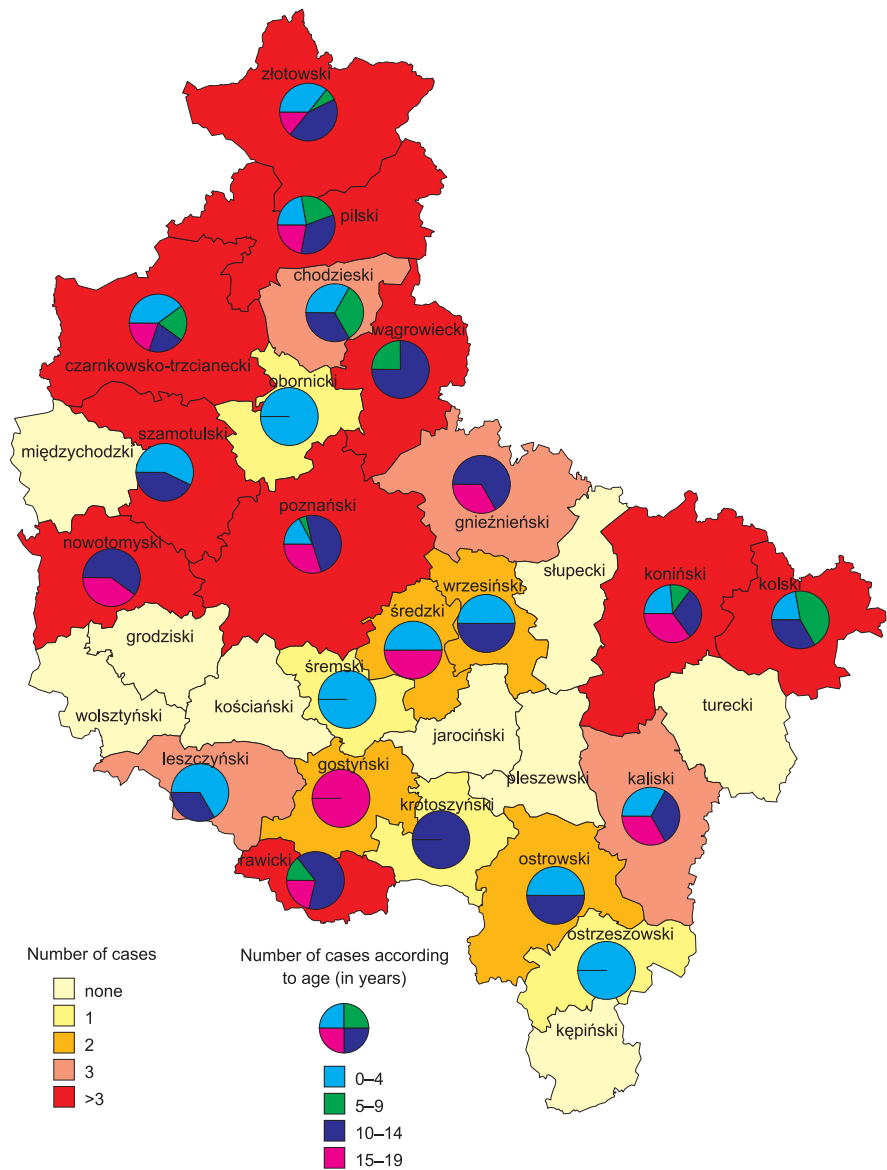 złotowski
pilski
chodzieski
wągrowiecki
czarnkowsko-trzcianecki
obornicki
szamotulski
międzychodzki
poznański
gnieźnieński
nowotomyski
słupecki
koniński
kolski
wrzesiński
średzki
grodziski
śremski
kościański
turecki
wolsztyński
jarociński
leszczyński
gostyński
pleszewski
kaliski
krotoszyński
rawicki
ostrowski
ostrzeszowski
kępiński
Number of cases
none
1
2
3
>3
Number of cases according
to age (in years)
0–4
5–9
10–14
15–19